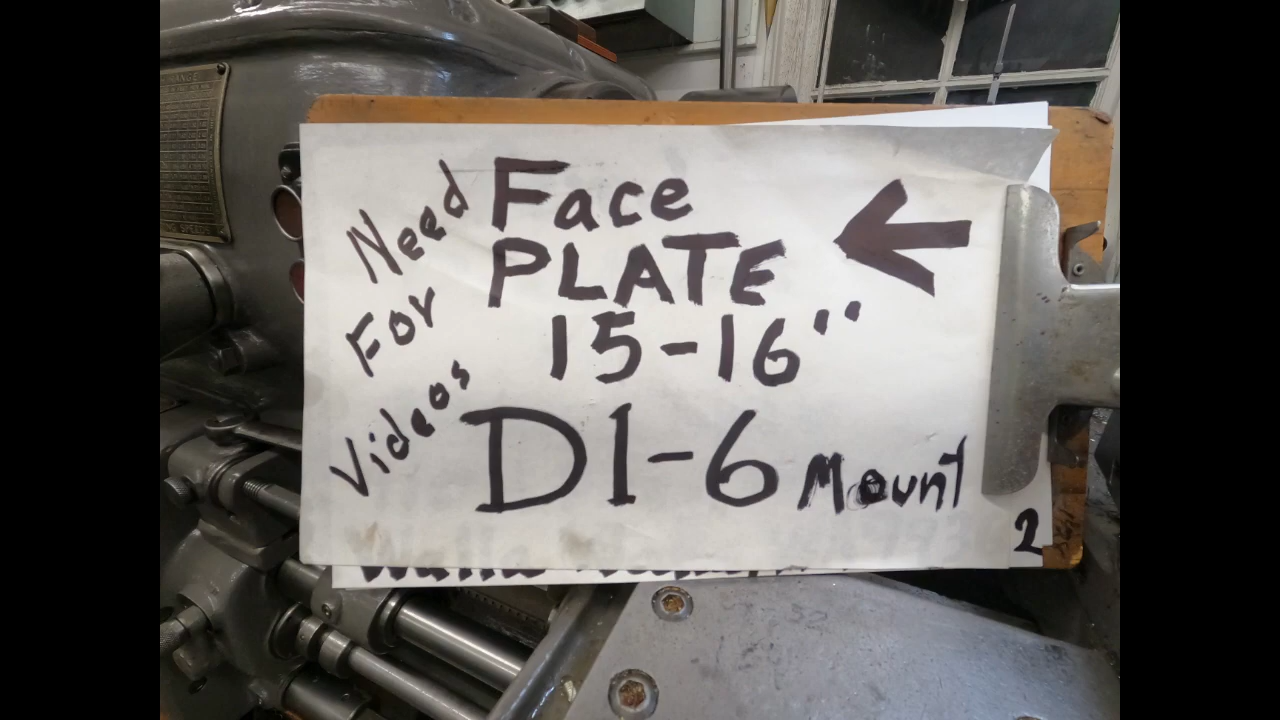 Need
For
Videos
Face
PLATE
15-16"
D1-6 Mount
2